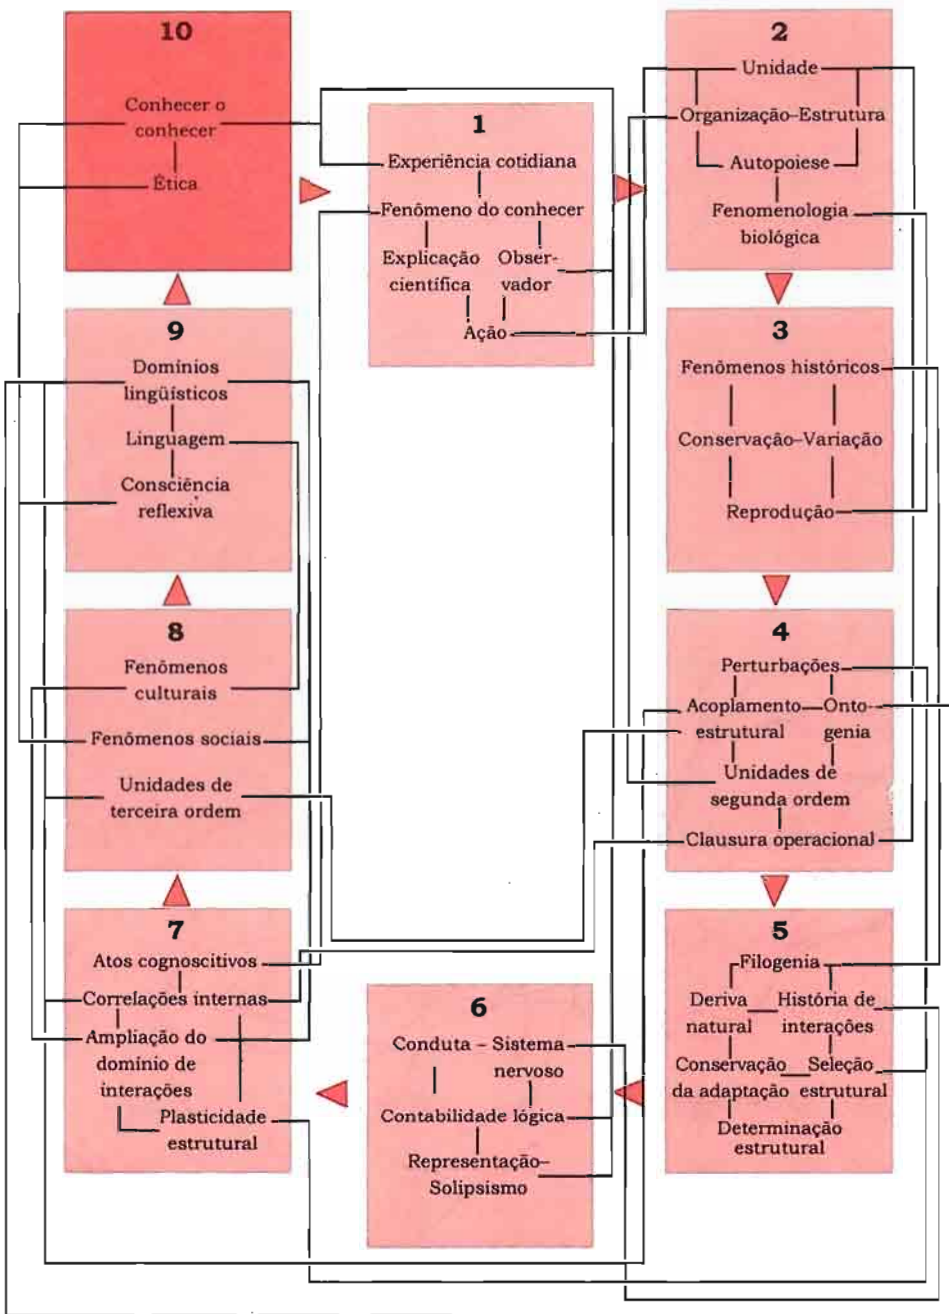 10
Conhecer o
conhecer
Ética
1
Experiência cotidiana
Fenômeno do conhecer
Explicação
científica
Obser-
vador
Ação
2
Unidade
Organização–Estrutura
Autopoiese
Fenomenologia
biológica
3
Fenômenos históricos
Conservação–Variação
Reprodução
4
Perturbações
Acoplamento
estrutural
Onto-
genia
Unidades de
segunda ordem
Clausura operacional
5
Filogenia
Deriva
natural
História de
interações
Conservação
da adaptação
Seleção
estrutural
Determinação
estrutural
6
Conduta – Sistema
nervoso
Contabilidade lógica
Representação–
Solipsismo
7
Atos cognoscitivos
Correlações internas
Ampliação do
domínio de
interações
Plasticidade
estrutural
8
Fenômenos
culturais
Fenômenos sociais
Unidades de
terceira ordem
9
Domínios
lingüísticos
Linguagem
Consciência
reflexiva